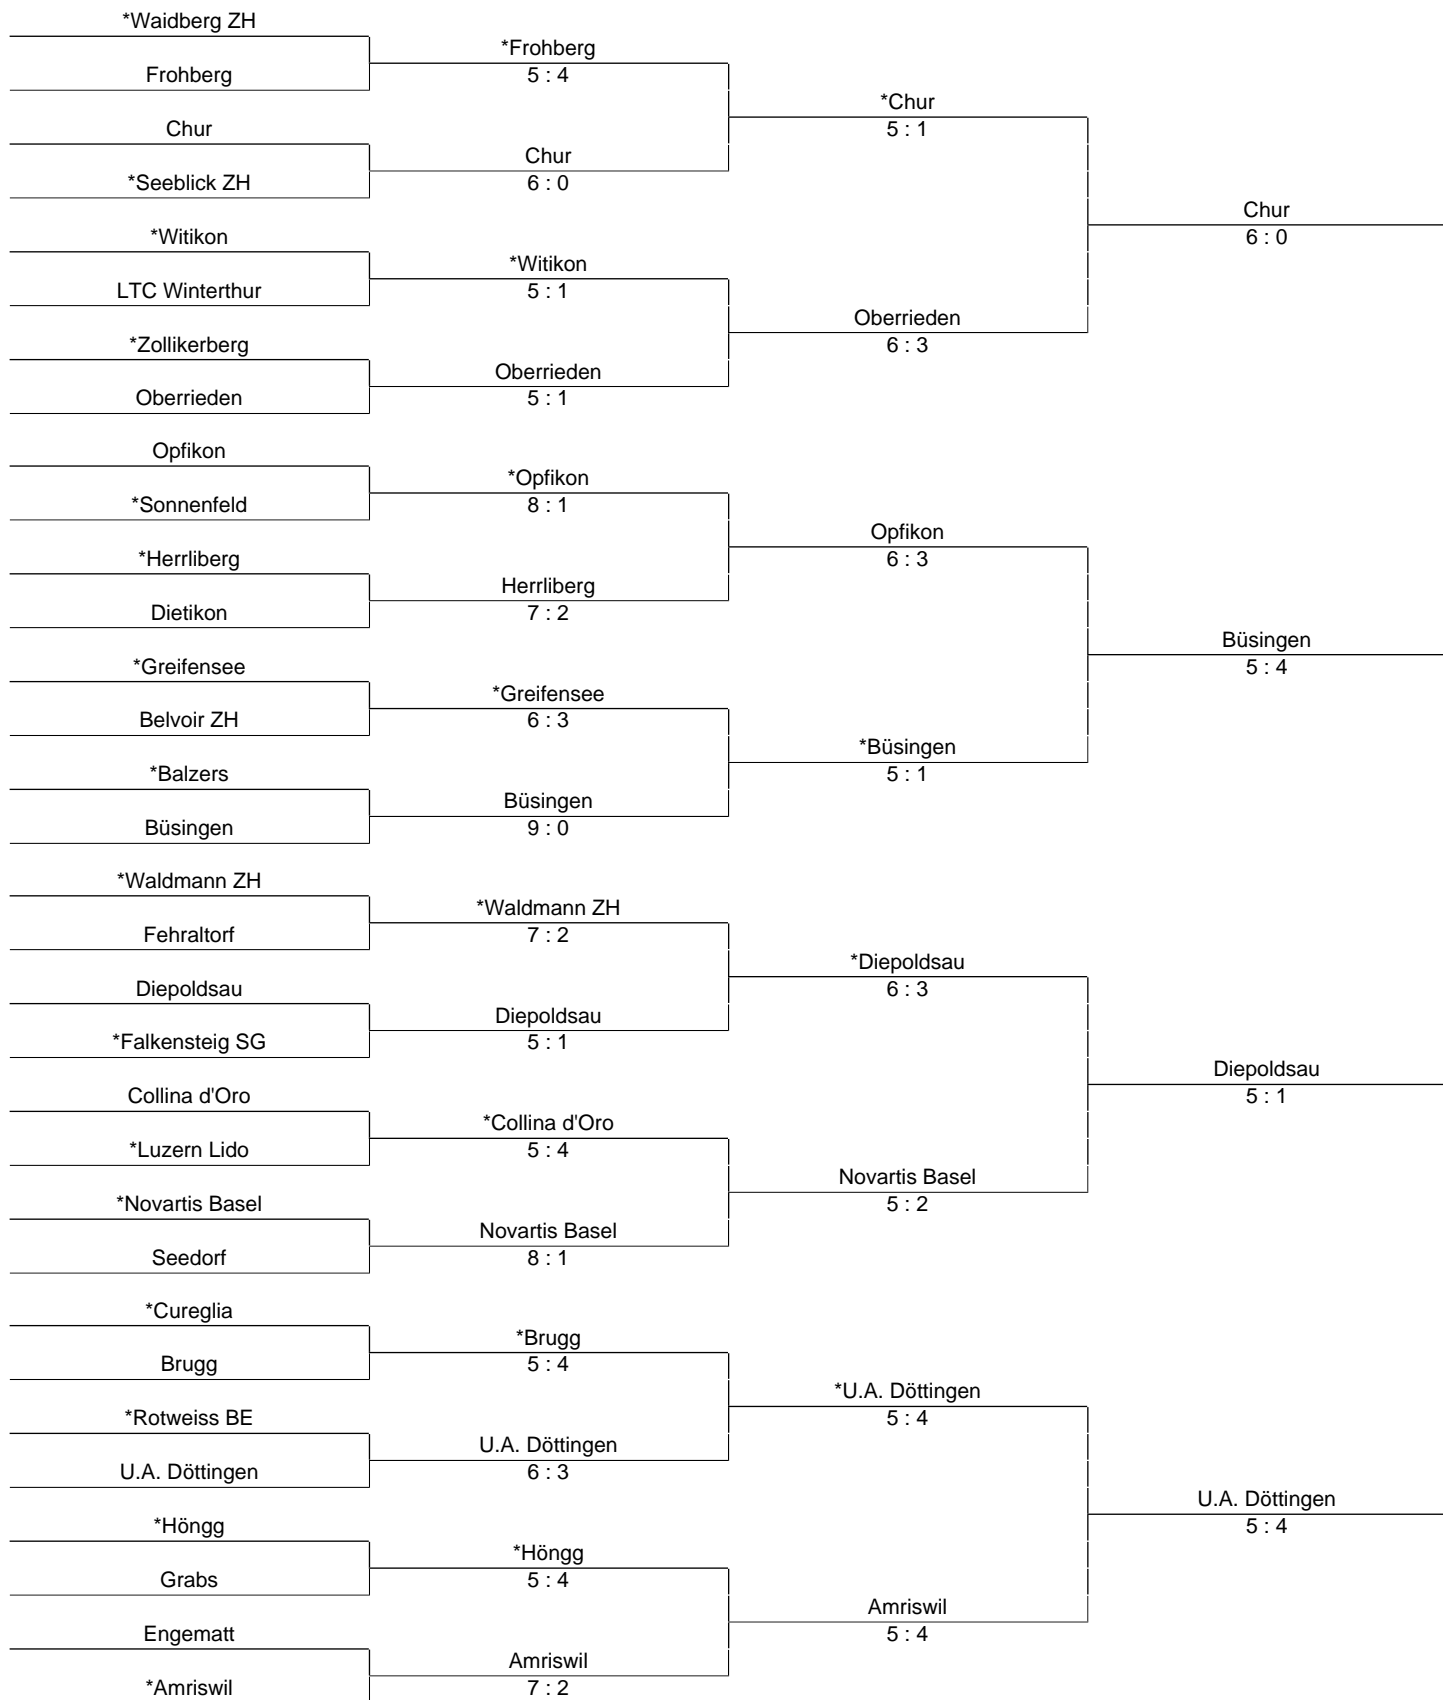 *Waidberg ZH
Frohberg
Chur
*Seeblick ZH
*Witikon
LTC Winterthur
*Zollikerberg
Oberrieden
Opfikon
*Sonnenfeld
*Herrliberg
Dietikon
*Greifensee
Belvoir ZH
*Balzers
Büsingen
*Waldmann ZH
Fehraltorf
Diepoldsau
*Falkensteig SG
Collina d'Oro
*Luzern Lido
*Novartis Basel
Seedorf
*Cureglia
Brugg
*Rotweiss BE
U.A. Döttingen
*Höngg
Grabs
Engematt
*Amriswil
*Frohberg
5 : 4
Chur
6 : 0
*Witikon
5 : 1
Oberrieden
5 : 1
*Opfikon
8 : 1
Herrliberg
7 : 2
*Greifensee
6 : 3
Büsingen
9 : 0
*Waldmann ZH
7 : 2
Diepoldsau
5 : 1
*Collina d'Oro
5 : 4
Novartis Basel
8 : 1
*Brugg
5 : 4
U.A. Döttingen
6 : 3
*Höngg
5 : 4
Amriswil
7 : 2
*Chur
5 : 1
Oberrieden
6 : 3
Opfikon
6 : 3
*Büsingen
5 : 1
*Diepoldsau
6 : 3
Novartis Basel
5 : 2
*U.A. Döttingen
5 : 4
Amriswil
5 : 4
Chur
6 : 0
Büsingen
5 : 4
Diepoldsau
5 : 1
U.A. Döttingen
5 : 4